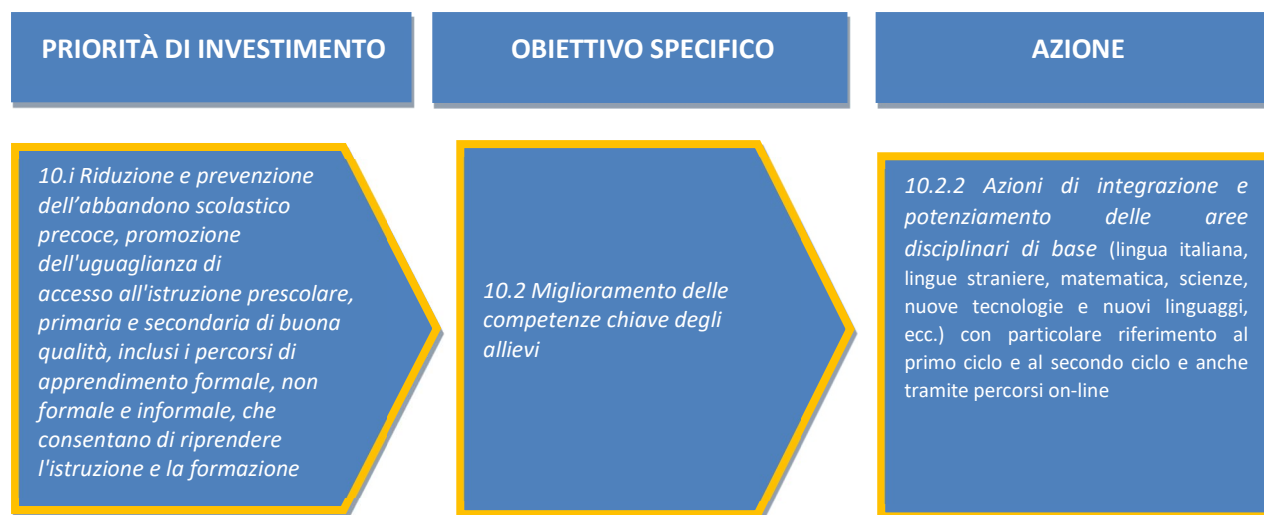 PRIORITÀ DI INVESTIMENTO
OBIETTIVO SPECIFICO
AZIONE
10.i Riduzione e prevenzione
dell’abbandono scolastico
precoce, promozione
dell'uguaglianza di
accesso all'istruzione prescolare,
primaria e secondaria di buona
qualità, inclusi i percorsi di
apprendimento formale, non
formale e informale, che
consentano di riprendere
l'istruzione e la formazione
10.2 Miglioramento delle
competenze chiave degli
allievi
10.2.2 Azioni di integrazione e
potenziamento delle aree
disciplinari di base (lingua italiana,
lingue straniere, matematica, scienze,
nuove tecnologie e nuovi linguaggi,
ecc.) con particolare riferimento al
primo ciclo e al secondo ciclo e anche
tramite percorsi on-line